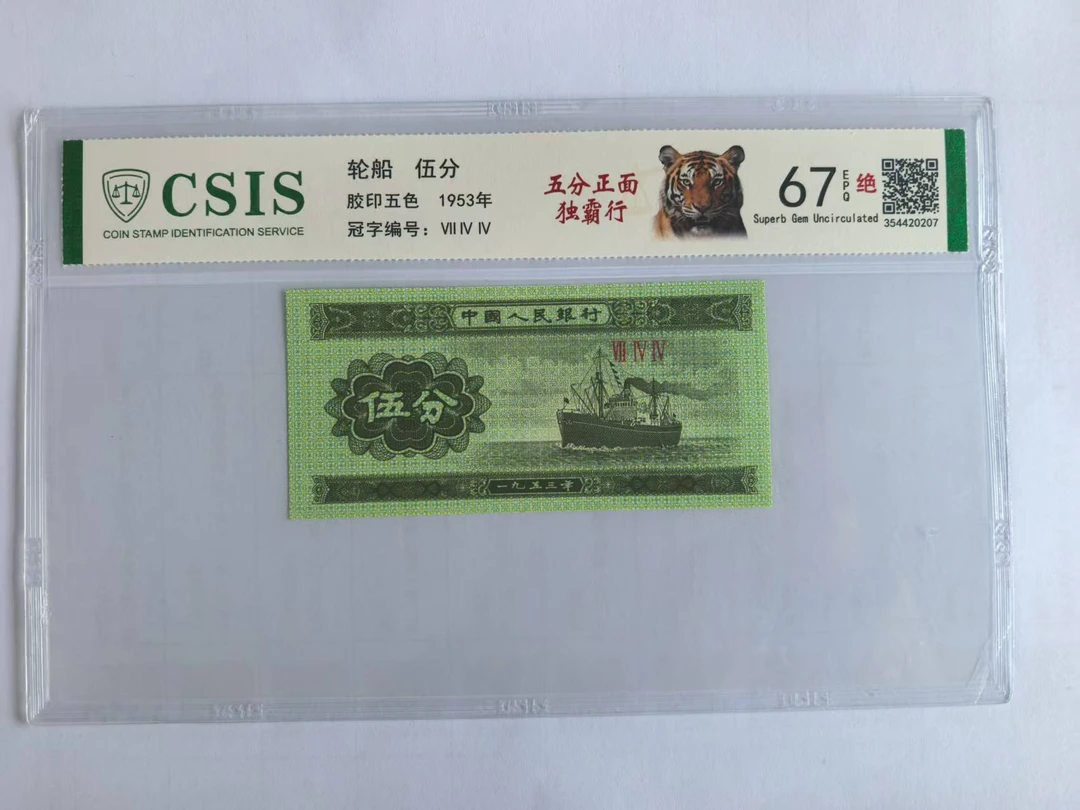 CSIS
COIN STAMP IDENTIFICATION SERVICE
轮船 伍分
胶印五色 1953年
冠字编号：Ⅶ Ⅳ Ⅳ
五分正面
独霸行
67 EPQ 绝
Superb Gem Uncirculated
354420207
中國人民銀行
Ⅶ Ⅳ Ⅳ
伍分
一九五三年